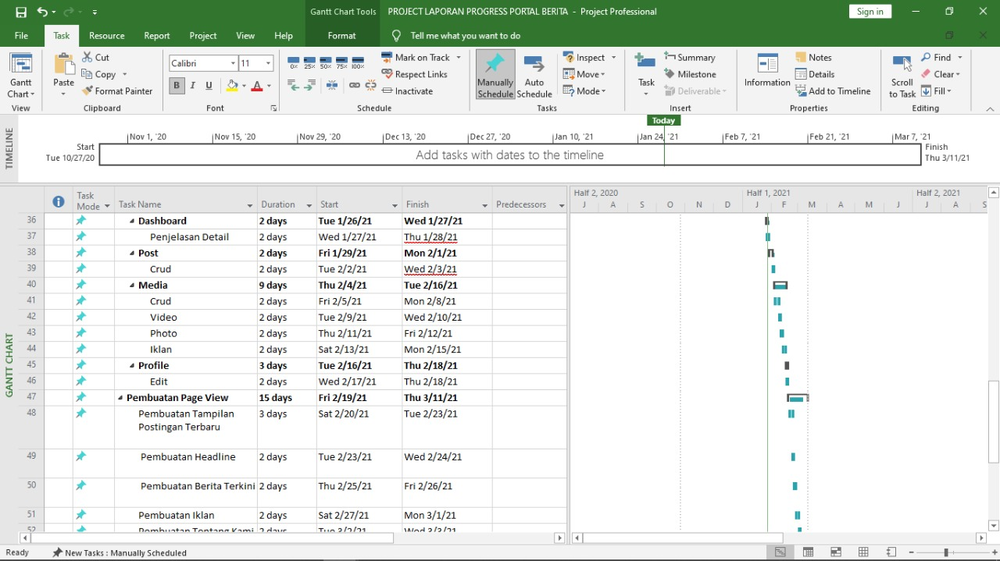 Gantt Chart Tools
PROJECT LAPORAN PROGRESS PORTAL BERITA - Project Professional
Sign in
File Task Resource Report Project View Help Format Tell me what you want to do
Gantt Chart
View
Paste
Cut
Copy
Format Painter
Clipboard
Calibri 11
B I U A
Font
0% 25% 50% 75% 100%
Mark on Track
Respect Links
Inactivate
Schedule
Manually Schedule
Auto Schedule
Inspect
Move
Mode
Tasks
Task
Summary
Milestone
Deliverable
Insert
Information
Notes
Details
Add to Timeline
Properties
Scroll to Task
Find
Clear
Fill
Editing
TIMELINE
Today
Nov 1, '20 Nov 15, '20 Nov 29, '20 Dec 13, '20 Dec 27, '20 Jan 10, '21 Jan 24, '21 Feb 7, '21 Feb 21, '21 Mar 7, '21
Start
Tue 10/27/20
Add tasks with dates to the timeline
Finish
Thu 3/11/21
GANTT CHART
Task Mode Task Name Duration Start Finish Predecessors
Half 2, 2020 Half 1, 2021 Half 2, 2021
J A S O N D J F M A M J J A S
36 Dashboard 2 days Tue 1/26/21 Wed 1/27/21
37 Penjelasan Detail 2 days Wed 1/27/21 Thu 1/28/21
38 Post 2 days Fri 1/29/21 Mon 2/1/21
39 Crud 2 days Tue 2/2/21 Wed 2/3/21
40 Media 9 days Thu 2/4/21 Tue 2/16/21
41 Crud 2 days Fri 2/5/21 Mon 2/8/21
42 Video 2 days Tue 2/9/21 Wed 2/10/21
43 Photo 2 days Thu 2/11/21 Fri 2/12/21
44 Iklan 2 days Sat 2/13/21 Mon 2/15/21
45 Profile 3 days Tue 2/16/21 Thu 2/18/21
46 Edit 2 days Wed 2/17/21 Thu 2/18/21
47 Pembuatan Page View 15 days Fri 2/19/21 Thu 3/11/21
48 Pembuatan Tampilan 3 days Sat 2/20/21 Tue 2/23/21
Postingan Terbaru
49 Pembuatan Headline 2 days Tue 2/23/21 Wed 2/24/21
50 Pembuatan Berita Terkini 2 days Thu 2/25/21 Fri 2/26/21
51 Pembuatan Iklan 2 days Sat 2/27/21 Mon 3/1/21
52 Pembuatan Tentang Kami 2 days Tue 3/2/21 Wed 3/3/21
Ready New Tasks : Manually Scheduled